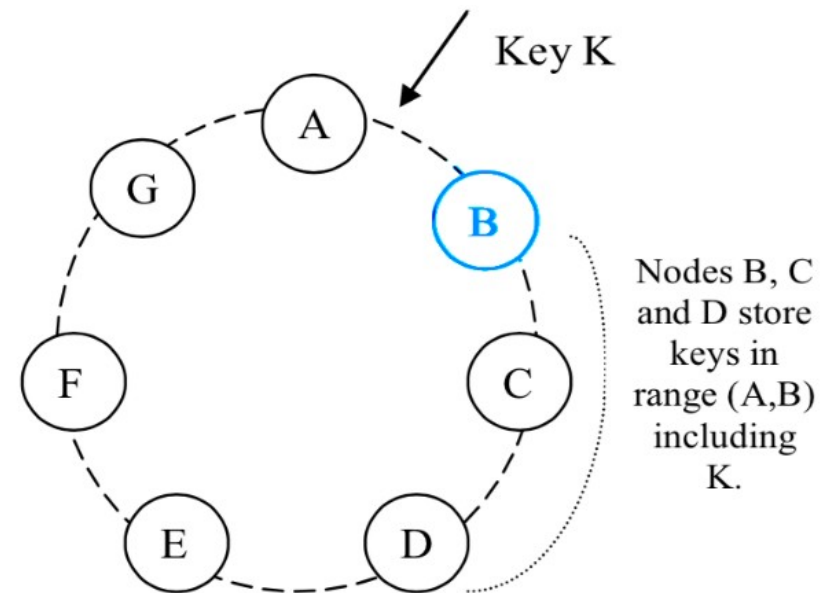 Key K
A
G
B
Nodes B, C
and D store
keys in
range (A,B)
including
K.
F
C
E
D